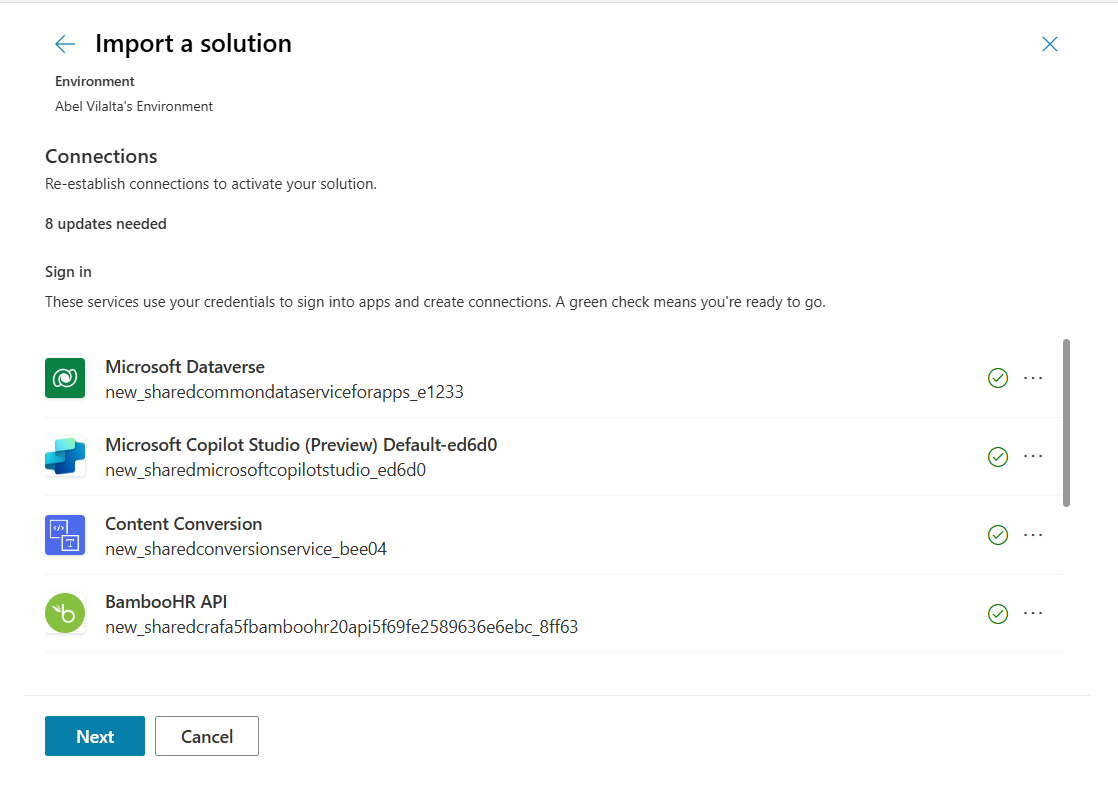 Import a solution
Environment
Abel Vilalta's Environment
Connections
Re-establish connections to activate your solution.
8 updates needed
Sign in
These services use your credentials to sign into apps and create connections. A green check means you're ready to go.
Microsoft Dataverse
new_sharedcommondataserviceforapps_e1233
Microsoft Copilot Studio (Preview) Default-ed6d0
new_sharedmicrosoftcopilotstudio_ed6d0
Content Conversion
new_sharedconversionservice_bee04
BambooHR API
new_sharedcrafa5fbamboohr20api5f69fe2589636e6ebc_8ff63
Next
Cancel